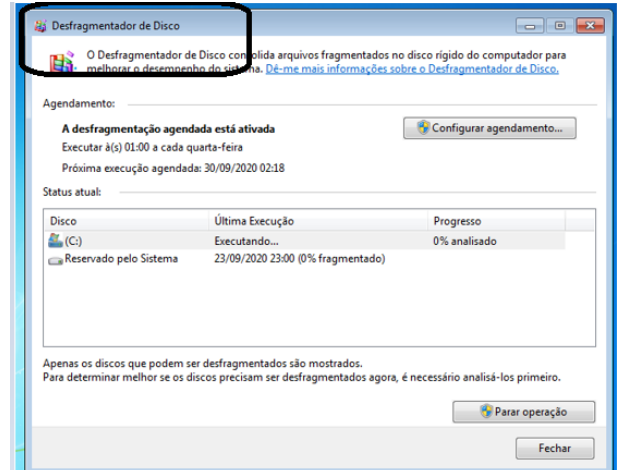 Desfragmentador de Disco
O Desfragmentador de Disco consolida arquivos fragmentados no disco rígido do computador para
melhorar o desempenho do sistema. Dê-me mais informações sobre o Desfragmentador de Disco.
Agendamento:
A desfragmentação agendada está ativada
Configurar agendamento...
Executar à(s) 01:00 a cada quarta-feira
Próxima execução agendada: 30/09/2020 02:18
Status atual:
Disco Última Execução Progresso
(C:) Executando... 0% analisado
Reservado pelo Sistema 23/09/2020 23:00 (0% fragmentado)
Apenas os discos que podem ser desfragmentados são mostrados.
Para determinar melhor se os discos precisam ser desfragmentados agora, é necessário analisá-los primeiro.
Parar operação
Fechar